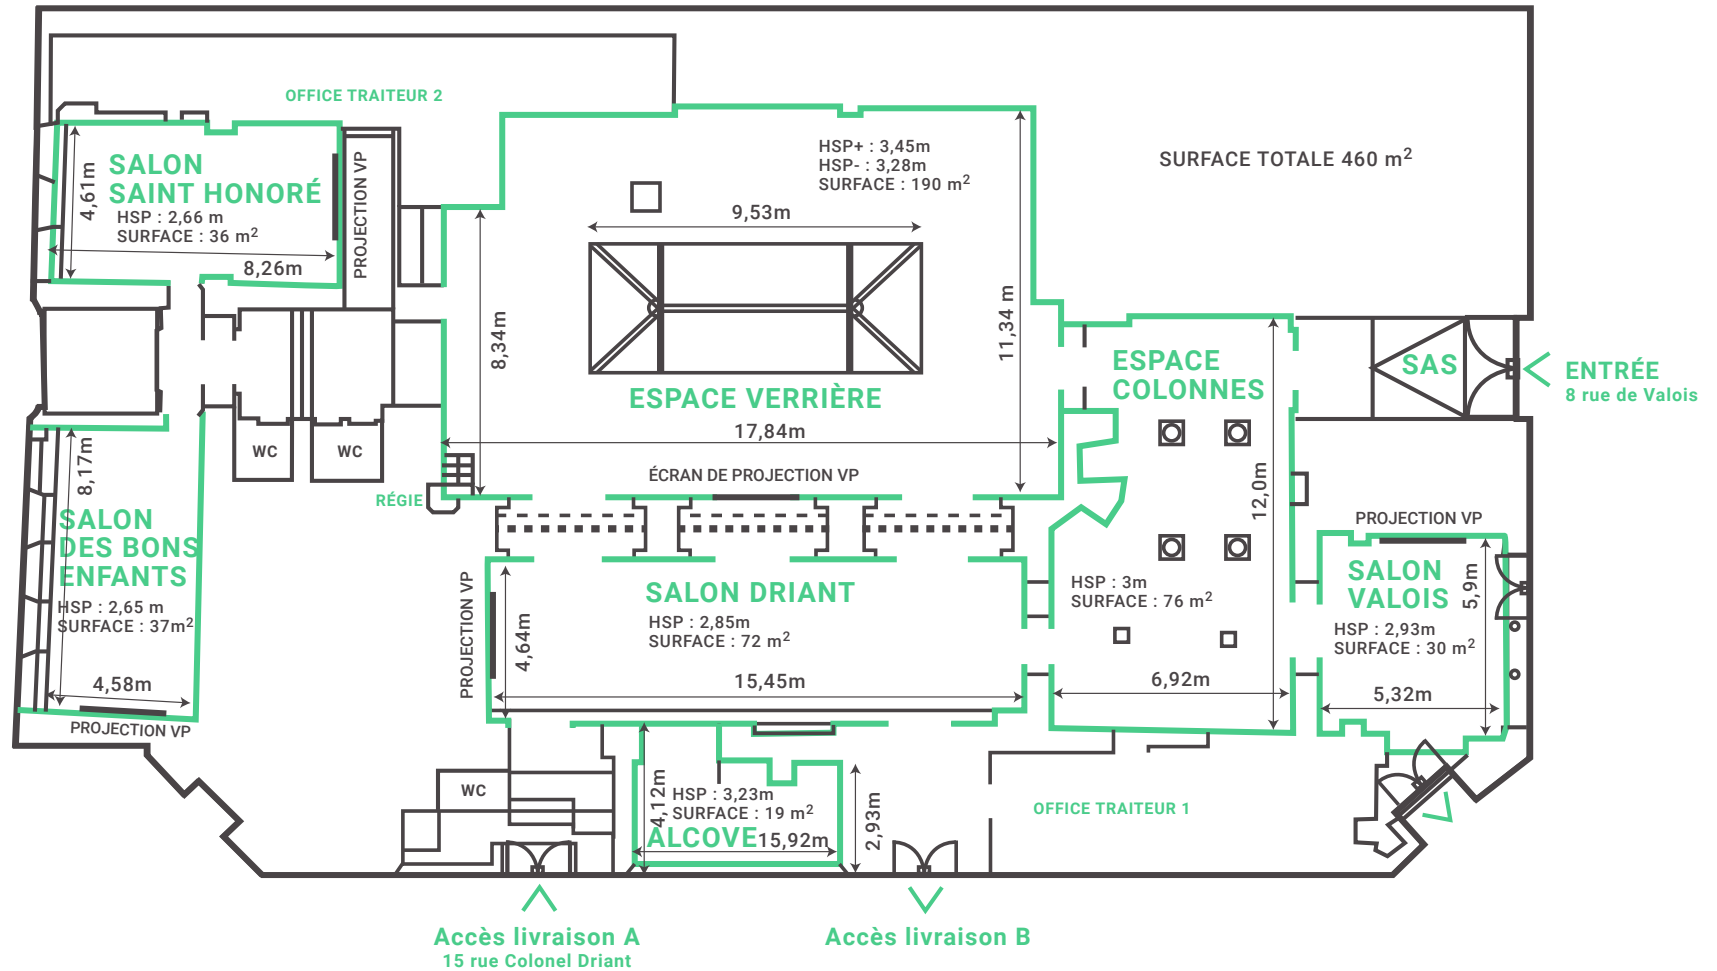 OFFICE TRAITEUR 2
SALON
SAINT HONORÉ
HSP : 2,66 m
SURFACE : 36 m²
4,61m
8,26m
PROJECTION VP
HSP+ : 3,45m
HSP- : 3,28m
SURFACE : 190 m²
9,53m
8,34m
11,34 m
ESPACE VERRIÈRE
17,84m
ÉCRAN DE PROJECTION VP
SURFACE TOTALE 460 m²
ESPACE
COLONNES
12,0m
HSP : 3m
SURFACE : 76 m²
6,92m
SAS
ENTRÉE
8 rue de Valois
WC
WC
RÉGIE
8,17m
SALON
DES BONS
ENFANTS
HSP : 2,65 m
SURFACE : 37m²
4,58m
PROJECTION VP
PROJECTION VP
4,64m
SALON DRIANT
HSP : 2,85m
SURFACE : 72 m²
15,45m
PROJECTION VP
SALON
VALOIS
HSP : 2,93m
SURFACE : 30 m²
5,9m
5,32m
WC
4,12m
HSP : 3,23m
SURFACE : 19 m²
ALCOVE
15,92m
2,93m
OFFICE TRAITEUR 1
Accès livraison A
15 rue Colonel Driant
Accès livraison B